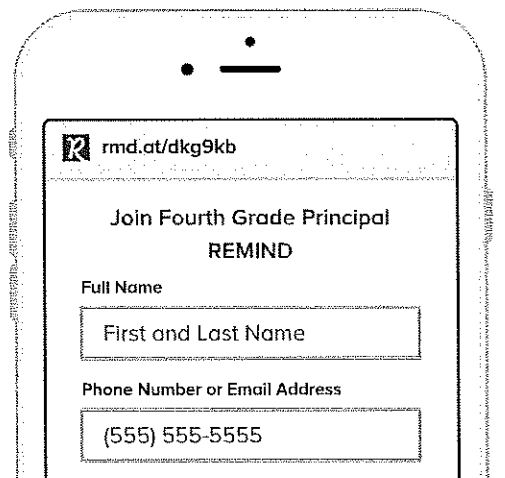 rmd.at/dkg9kb
Join Fourth Grade Principal
REMIND
Full Name
First and Last Name
Phone Number or Email Address
(555) 555-5555